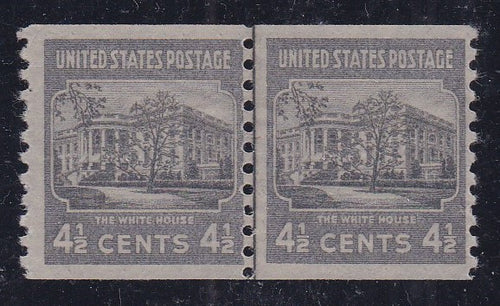 UNITED STATES POSTAGE
THE WHITE HOUSE
4½ CENTS 4½
UNITED STATES POSTAGE
THE WHITE HOUSE
4½ CENTS 4½